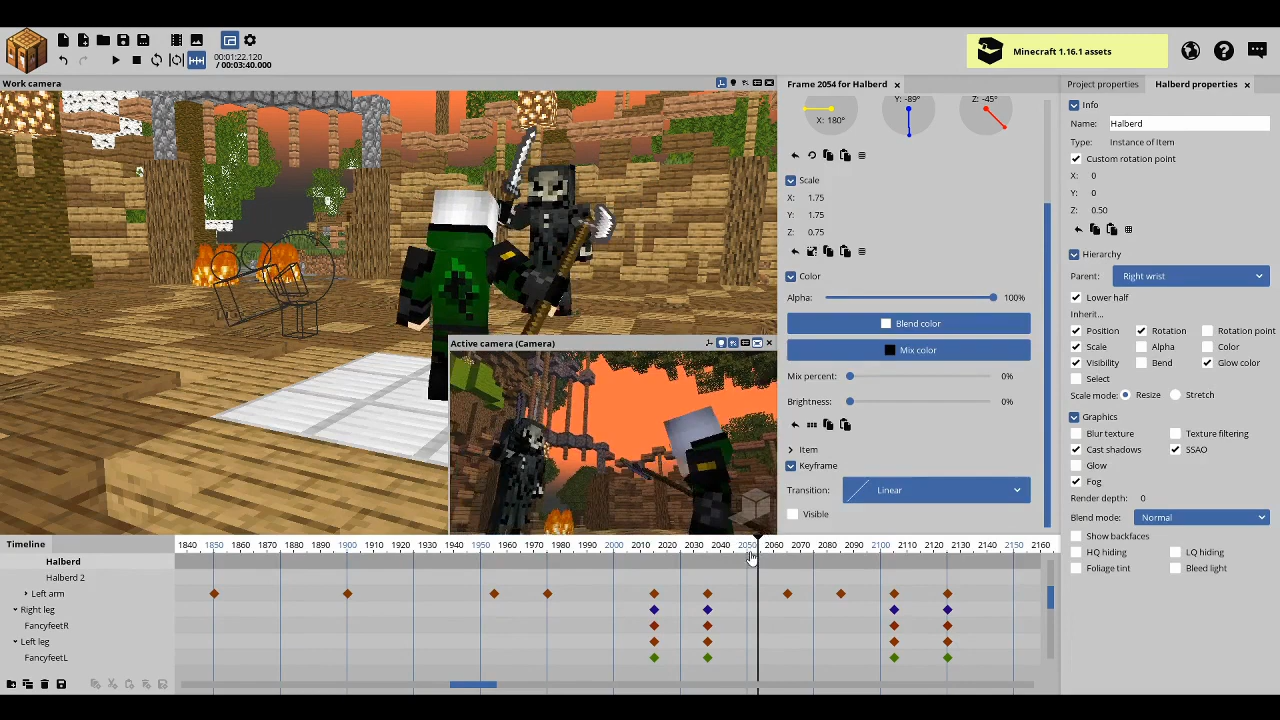 00:01:22.120
/ 00:03:40.000
Minecraft 1.16.1 assets
Work camera
Frame 2054 for Halberd
Project properties
Halberd properties
X: 180°
Y: -89°
Z: -45°
Scale
X: 1.75
Y: 1.75
Z: 0.75
Color
Alpha:
100%
Blend color
Mix color
Mix percent:
0%
Brightness:
0%
Item
Keyframe
Transition:
Linear
Visible
Info
Name:
Halberd
Type:
Instance of Item
Custom rotation point
X: 0
Y: 0
Z: 0.50
Hierarchy
Parent:
Right wrist
Lower half
Inherit...
Position
Rotation
Rotation point
Scale
Alpha
Color
Visibility
Bend
Glow color
Select
Scale mode:
Resize
Stretch
Graphics
Blur texture
Texture filtering
Cast shadows
SSAO
Glow
Fog
Render depth: 0
Blend mode:
Normal
Show backfaces
HQ hiding
LQ hiding
Foliage tint
Bleed light
Active camera (Camera)
Timeline
1840 1850 1860 1870 1880 1890 1900 1910 1920 1930 1940 1950 1960 1970 1980 1990 2000 2010 2020 2030 2040 2050 2060 2070 2080 2090 2100 2110 2120 2130 2140 2150 2160
Halberd
Halberd 2
Left arm
Right leg
FancyfeetR
Left leg
FancyfeetL